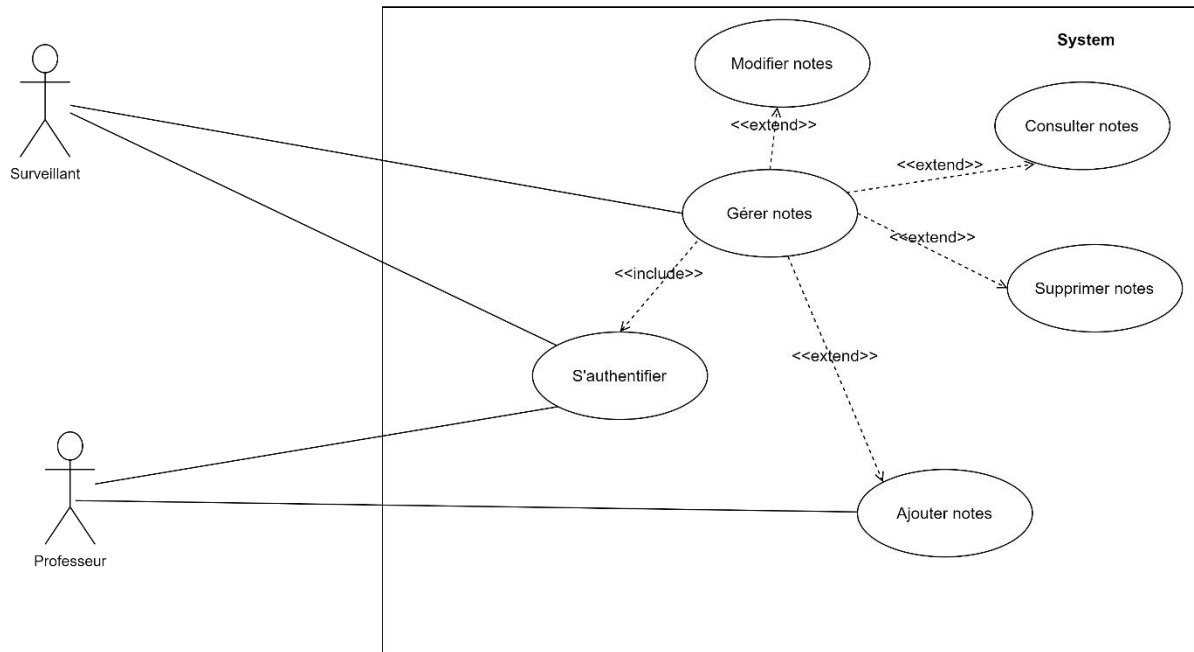 System
Modifier notes
Consulter notes
<<extend>>
<<extend>>
Surveillant
Gérer notes
<<extend>>
<<include>>
Supprimer notes
<<extend>>
S'authentifier
Ajouter notes
Professeur